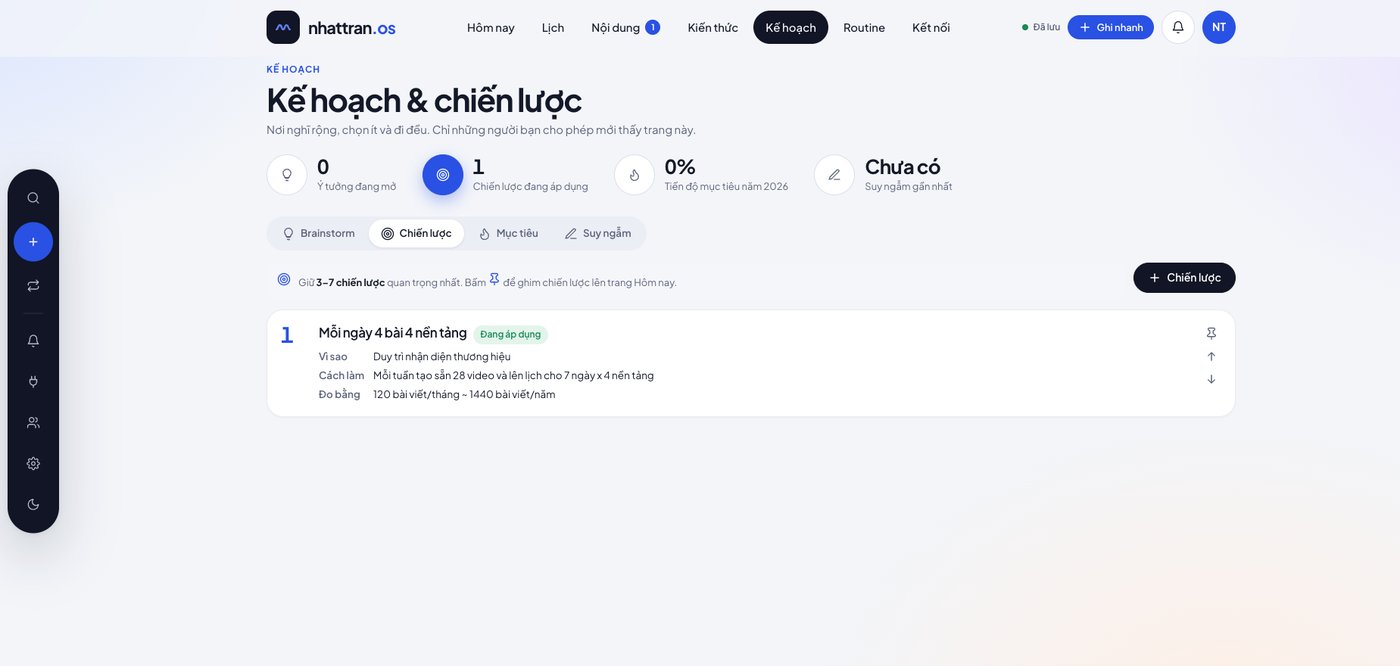 nhattran.os
Hôm nay
Lịch
Nội dung 1
Kiến thức
Kế hoạch
Routine
Kết nối
Đã lưu
Ghi nhanh
NT
KẾ HOẠCH
Kế hoạch & chiến lược
Nơi nghĩ rộng, chọn ít và đi đều. Chỉ những người bạn cho phép mới thấy trang này.
0
Ý tưởng đang mở
1
Chiến lược đang áp dụng
0%
Tiến độ mục tiêu năm 2026
Chưa có
Suy ngẫm gần nhất
Brainstorm
Chiến lược
Mục tiêu
Suy ngẫm
Giữ 3–7 chiến lược quan trọng nhất. Bấm để ghim chiến lược lên trang Hôm nay.
+ Chiến lược
1
Mỗi ngày 4 bài 4 nền tảng Đang áp dụng
Vì sao Duy trì nhận diện thương hiệu
Cách làm Mỗi tuần tạo sẵn 28 video và lên lịch cho 7 ngày x 4 nền tảng
Đo bằng 120 bài viết/tháng ~ 1440 bài viết/năm